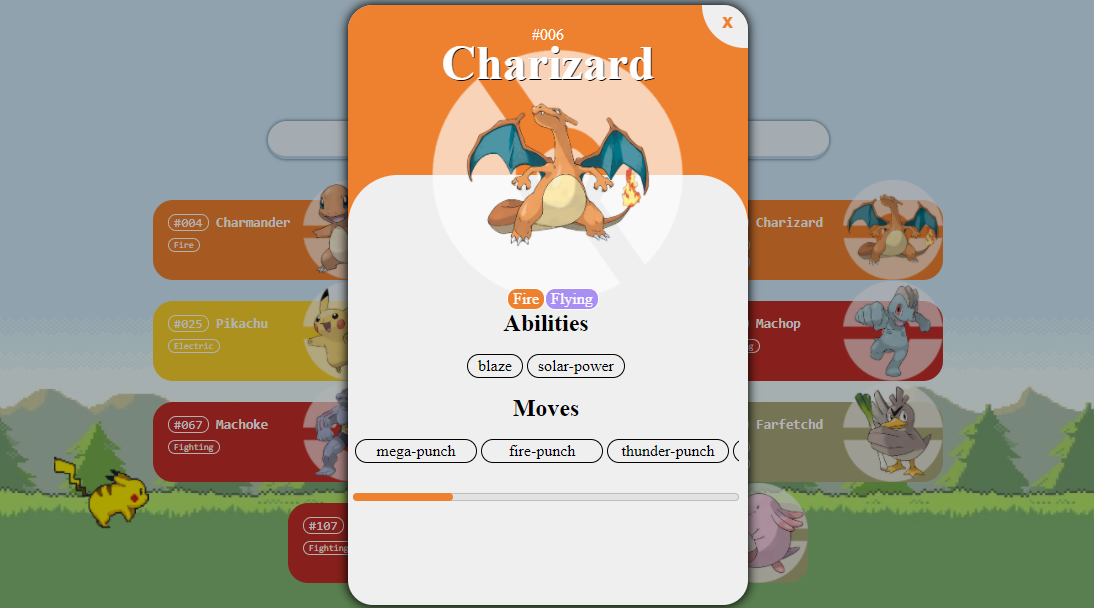 x
#006
Charizard
Fire Flying
Abilities
blaze solar-power
Moves
mega-punch fire-punch thunder-punch
#004 Charmander
Fire
Charizard
#025 Pikachu
Electric
Machop
#067 Machoke
Fighting
Farfetchd
#107
Fighting